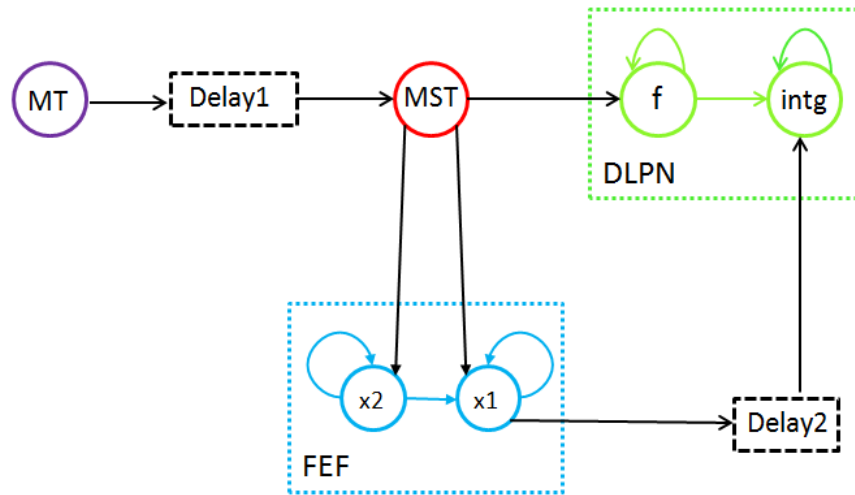 MT
Delay1
MST
f
intg
DLPN
x2
x1
Delay2
FEF